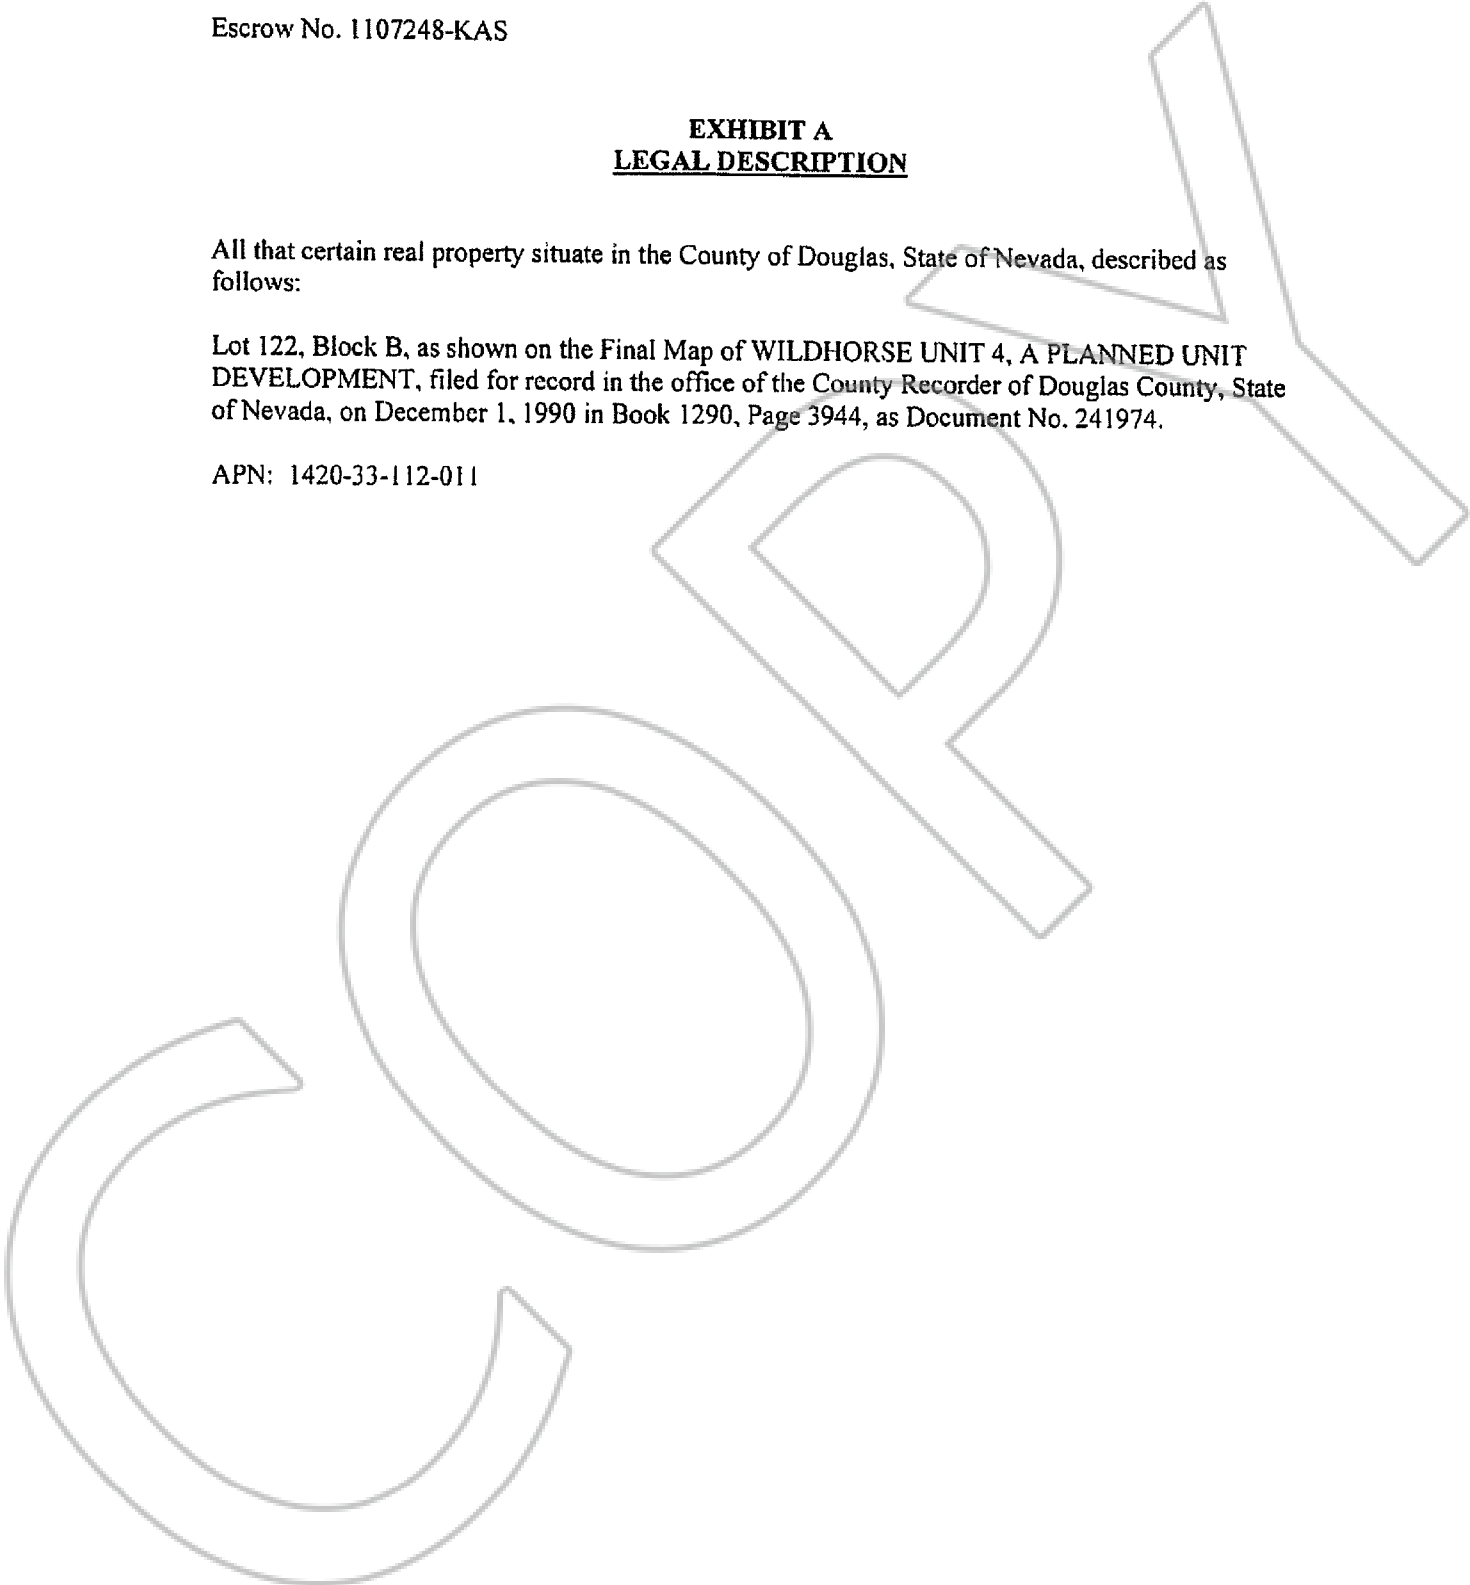 Escrow No. 1107248-KAS
EXHIBIT A
LEGAL DESCRIPTION
All that certain real property situate in the County of Douglas, State of Nevada, described as
follows:
Lot 122, Block B, as shown on the Final Map of WILDHORSE UNIT 4, A PLANNED UNIT
DEVELOPMENT, filed for record in the office of the County Recorder of Douglas County, State
of Nevada, on December 1, 1990 in Book 1290, Page 3944, as Document No. 241974.
APN: 1420-33-112-011
COPY